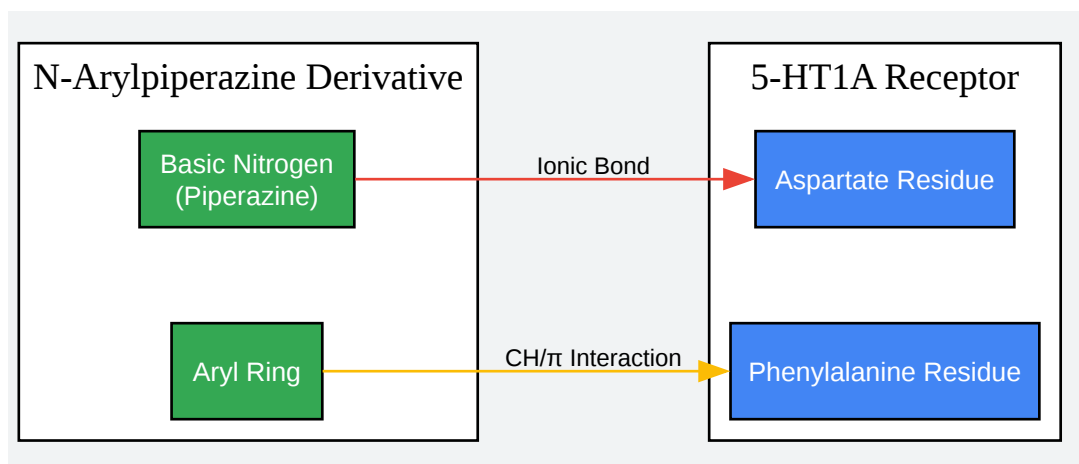 N-Arylpiperazine Derivative
5-HT1A Receptor
Basic Nitrogen
(Piperazine)
Ionic Bond
Aspartate Residue
Aryl Ring
CH/π Interaction
Phenylalanine Residue